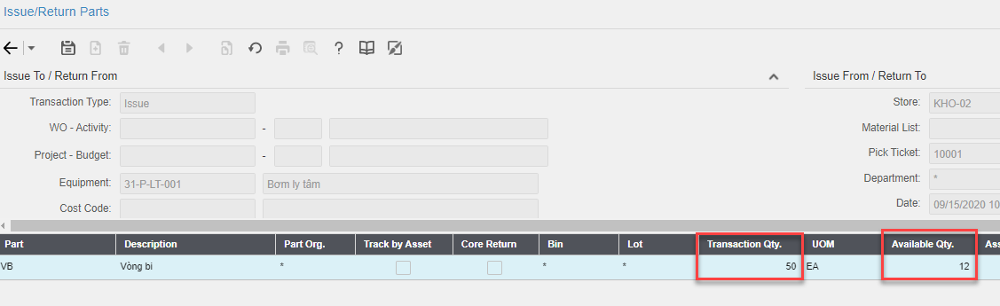 Issue/Return Parts
Issue To / Return From
Issue From / Return To
Transaction Type: Issue
Store: KHO-02
WO - Activity: -
Material List:
Project - Budget: -
Pick Ticket: 10001
Equipment: 31-P-LT-001 Bơm ly tâm
Department: *
Cost Code:
Date: 09/15/2020 10
Part Description Part Org. Track by Asset Core Return Bin Lot Transaction Qty. UOM Available Qty. Ass
VB Vòng bi * * * 50 EA 12